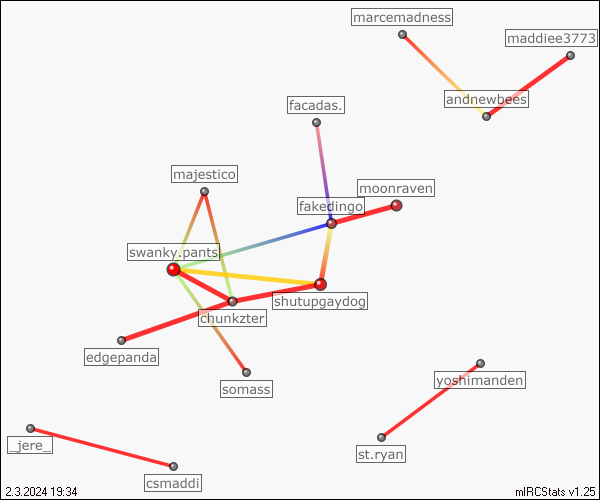 marcemadness
maddiee3773
andnewbees
facadas.
majestico
moonraven
fakedingo
swanky.pants
shutupgaydog
chunkzter
edgepanda
somass
yoshimanden
_jere_
st.ryan
csmaddi
2.3.2024 19:34
mIRCStats v1.25